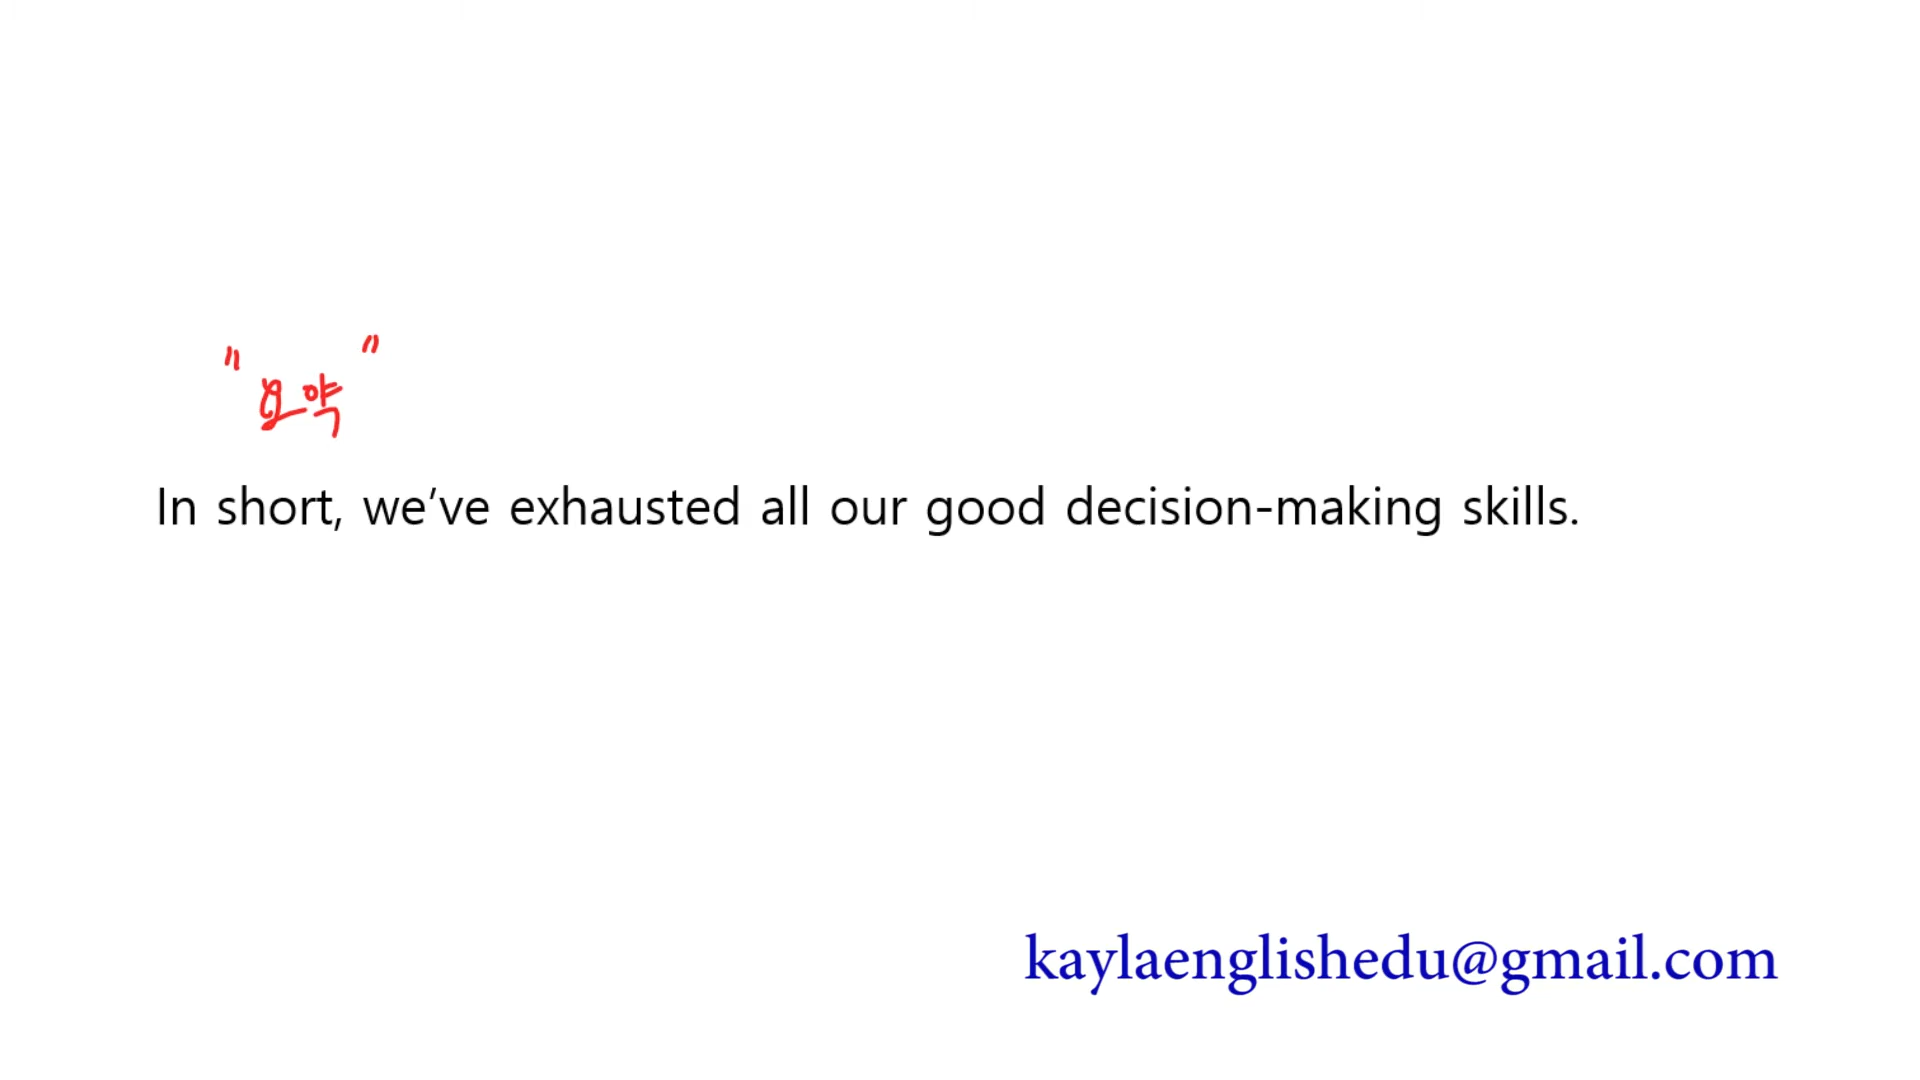 "요약"
In short, we’ve exhausted all our good decision-making skills.
kaylaenglishedu@gmail.com